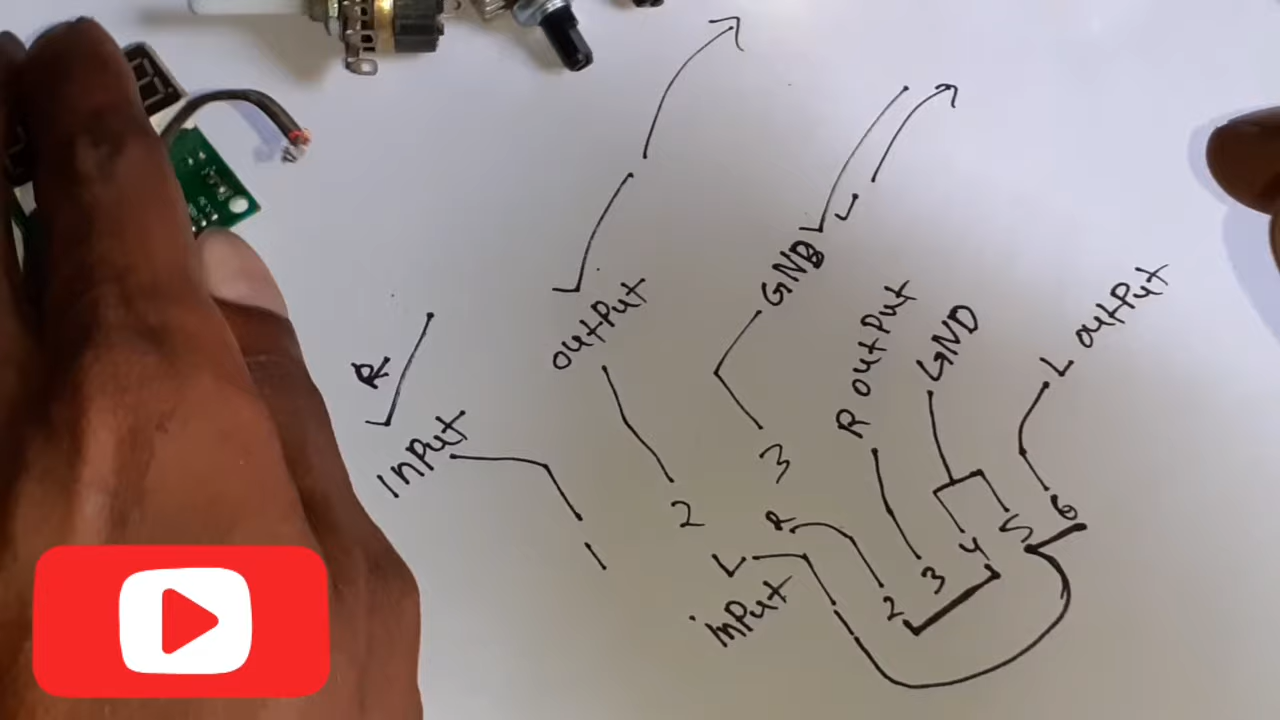 R
InPut
outPut
GND
1
2
3
R outPut
GND
L outPut
R
L
inPut
2
3
4
5
6